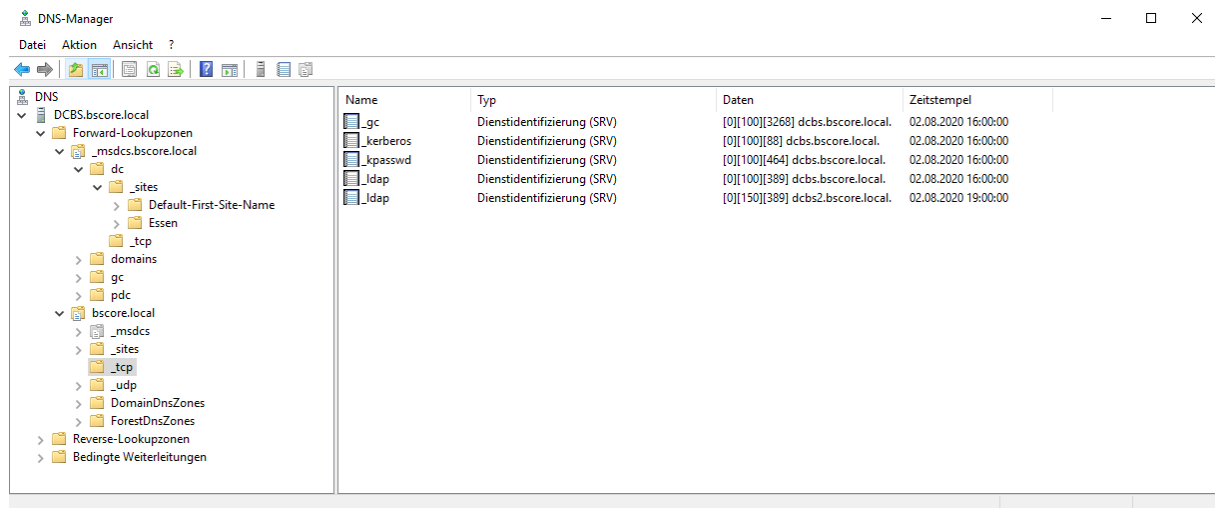 DNS-Manager
Datei Aktion Ansicht ?
DNS
DCBS.bscore.local
Forward-Lookupzonen
_msdcs.bscore.local
dc
_sites
Default-First-Site-Name
Essen
_tcp
domains
gc
pdc
bscore.local
_msdcs
_sites
_tcp
_udp
DomainDnsZones
ForestDnsZones
Reverse-Lookupzonen
Bedingte Weiterleitungen
Name Typ Daten Zeitstempel
_gc Dienstidentifizierung (SRV) [0][100][3268] dcbs.bscore.local. 02.08.2020 16:00:00
_kerberos Dienstidentifizierung (SRV) [0][100][88] dcbs.bscore.local. 02.08.2020 16:00:00
_kpasswd Dienstidentifizierung (SRV) [0][100][464] dcbs.bscore.local. 02.08.2020 16:00:00
_ldap Dienstidentifizierung (SRV) [0][100][389] dcbs.bscore.local. 02.08.2020 16:00:00
_ldap Dienstidentifizierung (SRV) [0][150][389] dcbs2.bscore.local. 02.08.2020 19:00:00